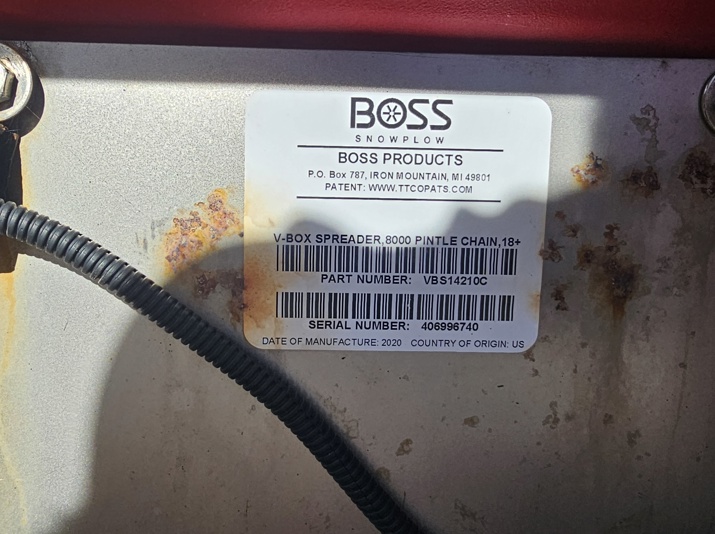 BOSS
SNOWPLOW
BOSS PRODUCTS
P.O. Box 787, IRON MOUNTAIN, MI 49801
PATENT: WWW.TTCOPATS.COM
V-BOX SPREADER,8000 PINTLE CHAIN,18+
PART NUMBER: VBS14210C
SERIAL NUMBER: 406996740
DATE OF MANUFACTURE: 2020 COUNTRY OF ORIGIN: US